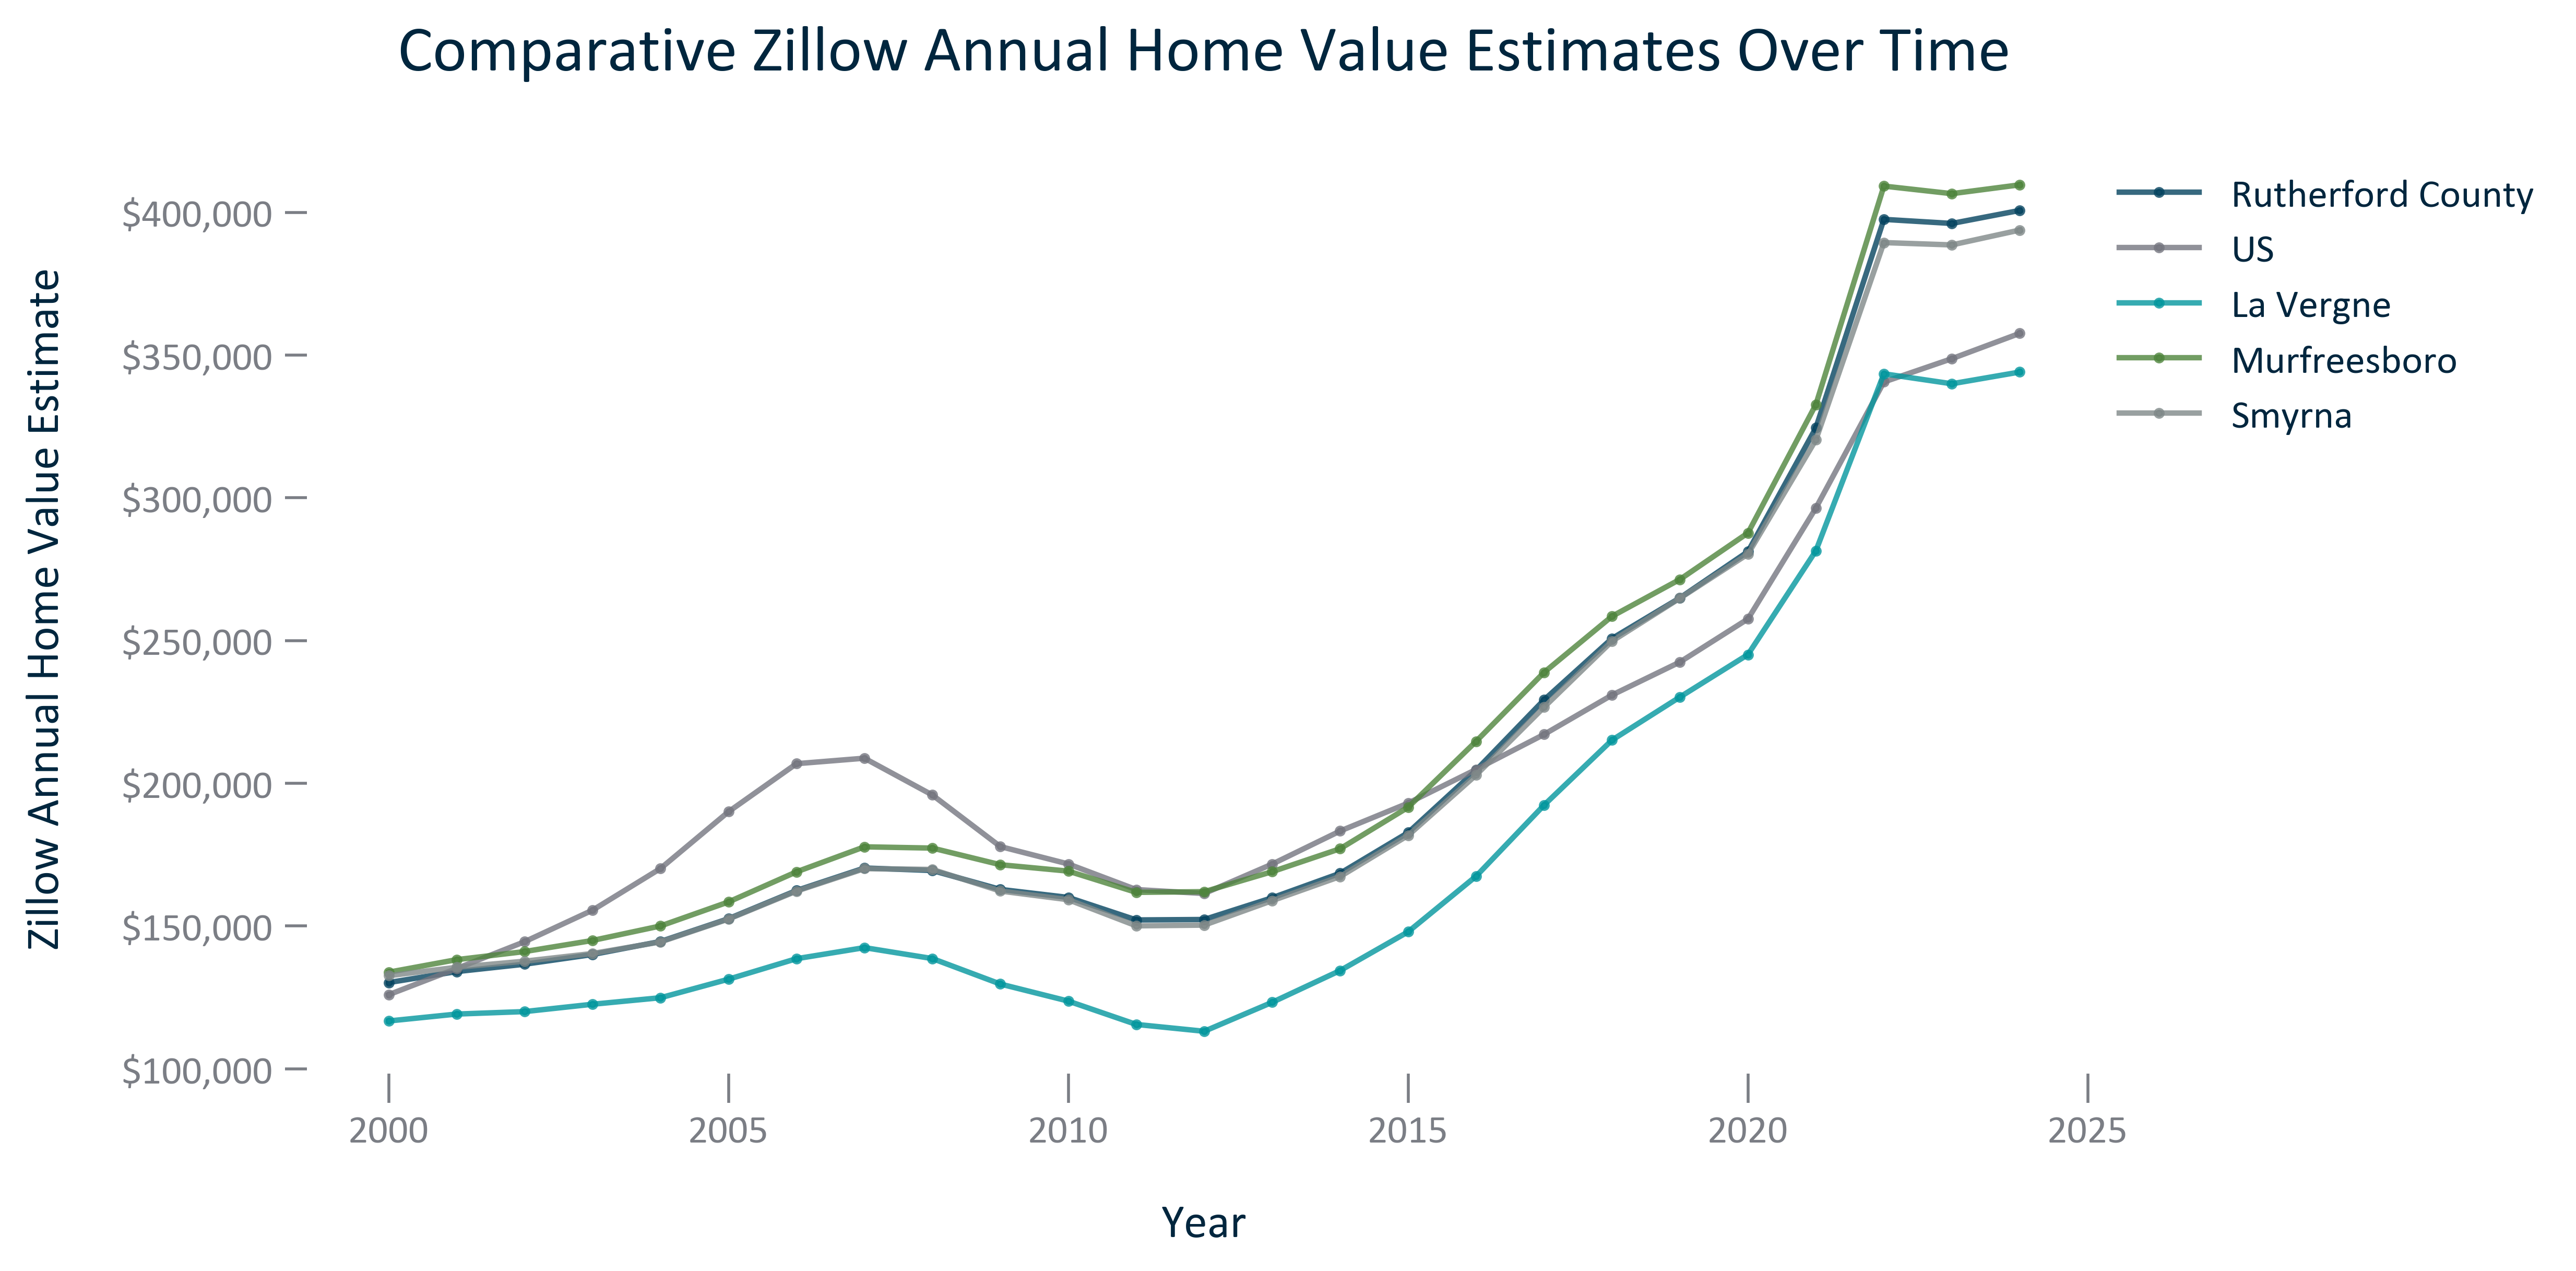 Comparative Zillow Annual Home Value Estimates Over Time
Zillow Annual Home Value Estimate
$400,000
$350,000
$300,000
$250,000
$200,000
$150,000
$100,000
2000
2005
2010
2015
2020
2025
Year
Rutherford County
US
La Vergne
Murfreesboro
Smyrna